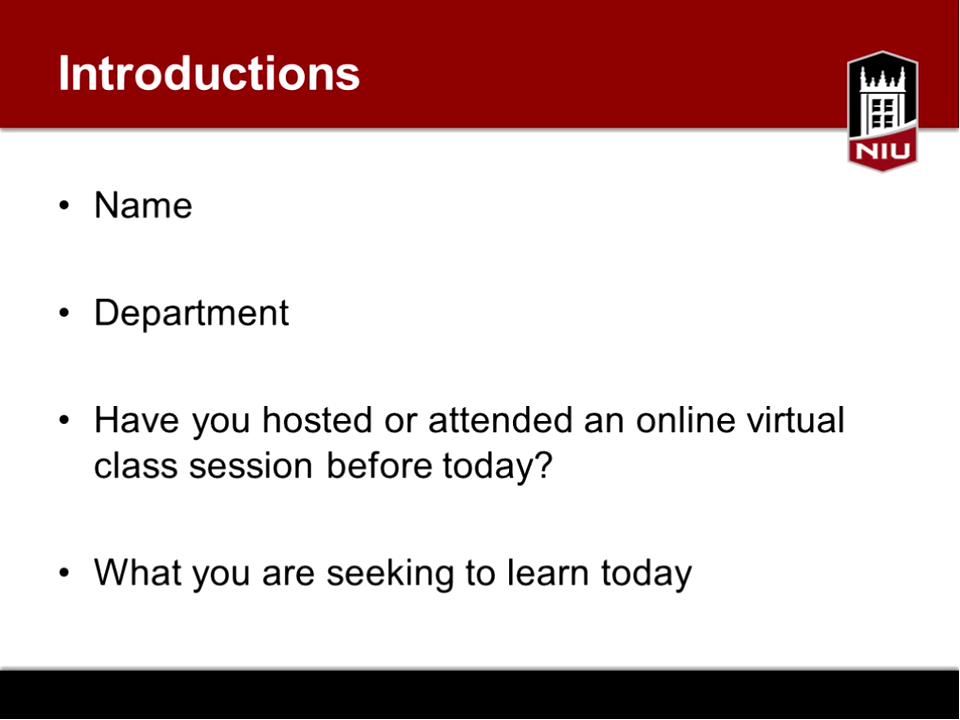 Introductions
NIU
• Name
• Department
• Have you hosted or attended an online virtual
class session before today?
• What you are seeking to learn today